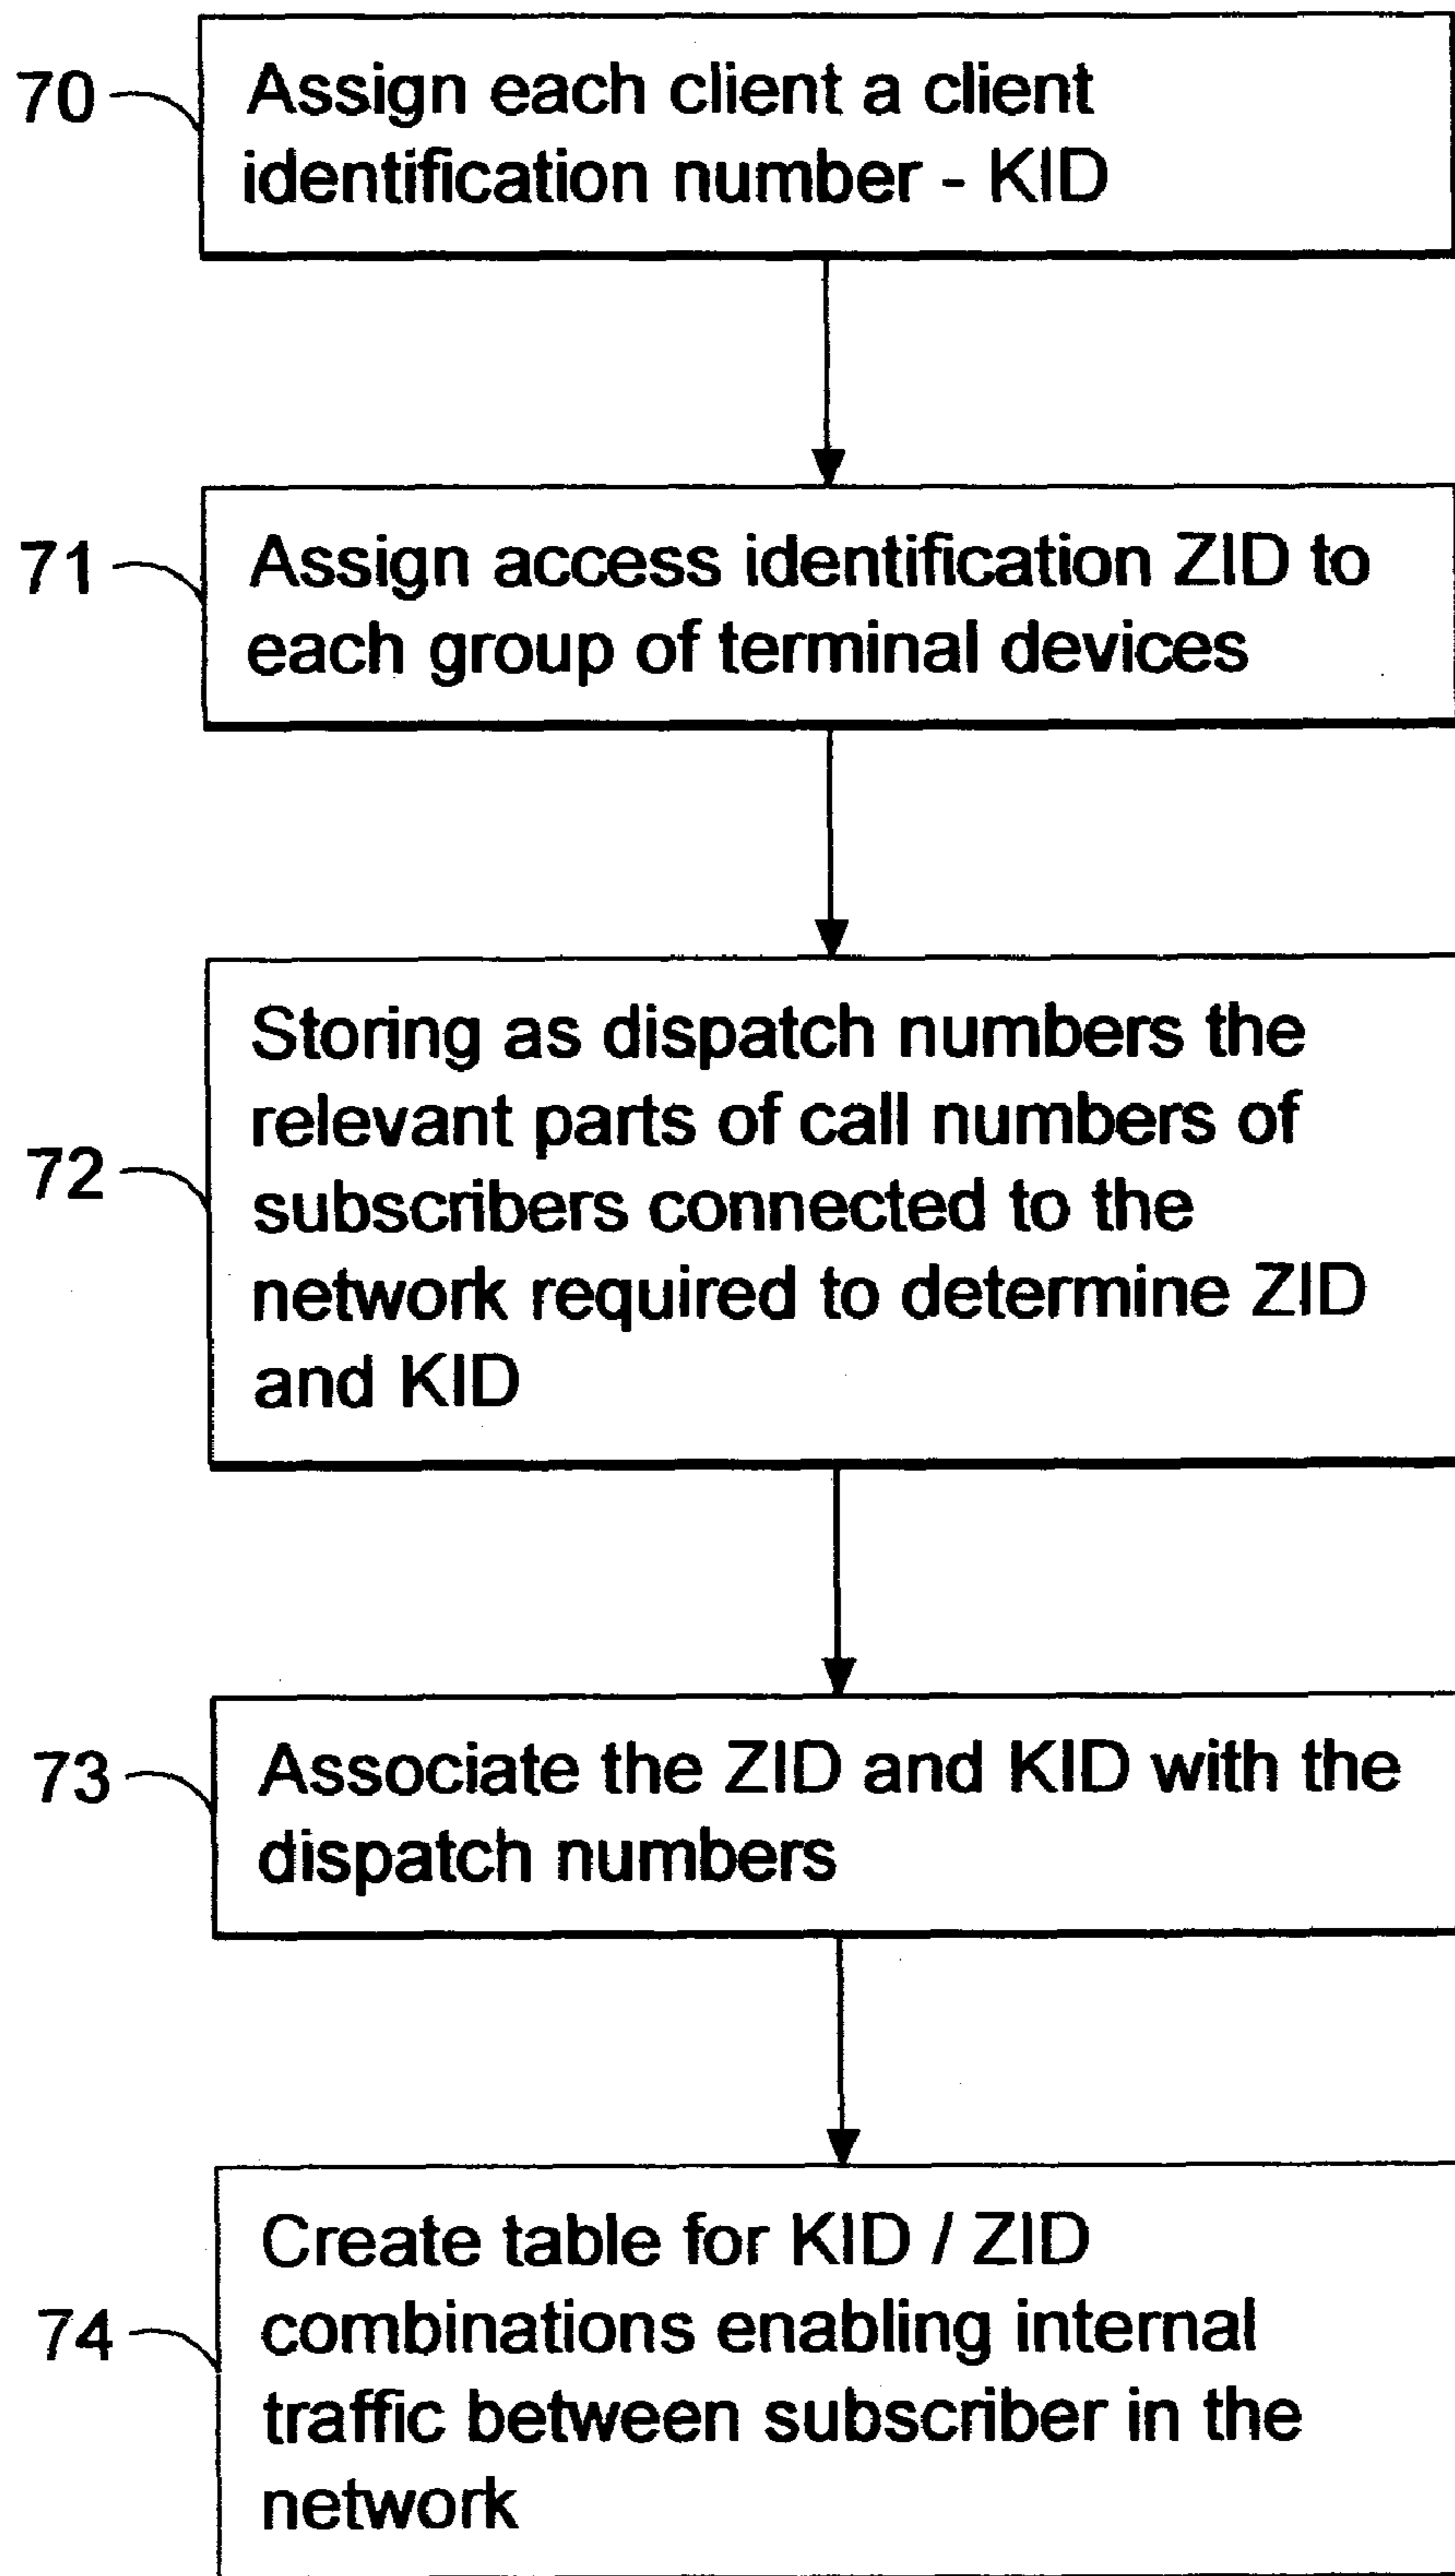 70
Assign each client a client
identification number - KID
71
Assign access identification ZID to
each group of terminal devices
72
Storing as dispatch numbers the
relevant parts of call numbers of
subscribers connected to the
network required to determine ZID
and KID
73
Associate the ZID and KID with the
dispatch numbers
74
Create table for KID / ZID
combinations enabling internal
traffic between subscriber in the
network